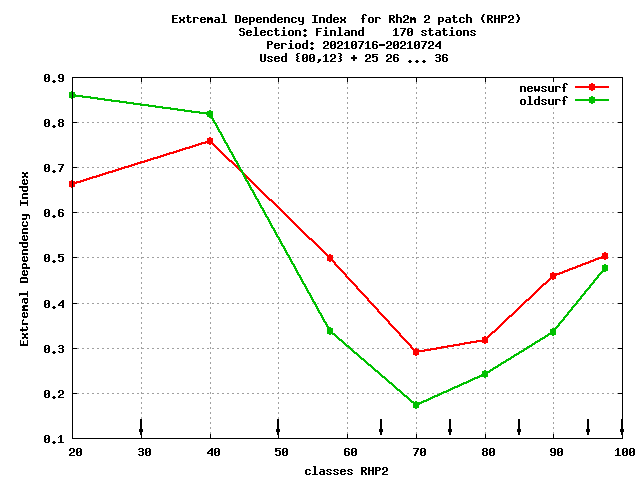 Extremal Dependency Index  for Rh2m 2 patch (RHP2)
Selection: Finland    170 stations
Period: 20210716-20210724
Used {00,12} + 25 26 ... 36
newsurf
oldsurf
0.9
0.8
0.7
0.6
0.5
0.4
0.3
0.2
0.1
Extremal Dependency Index
20 30 40 50 60 70 80 90 100
classes RHP2